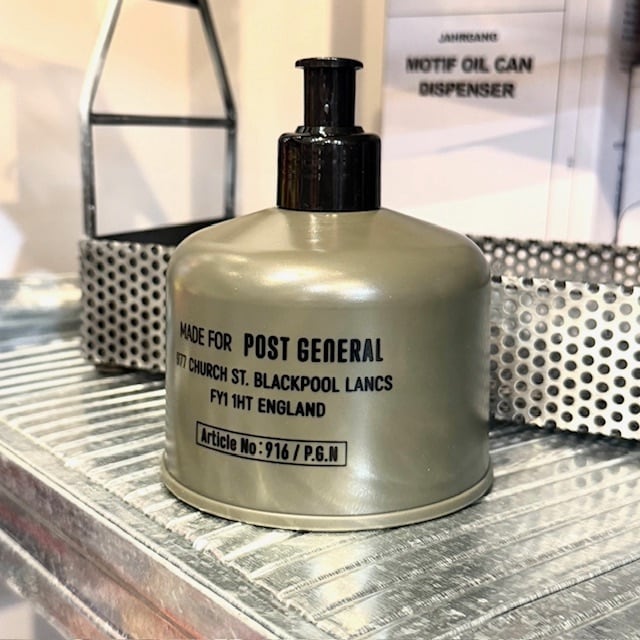 JAHRGANG
MOTIF OIL CAN
DISPENSER
MADE FOR POST GENERAL
77 CHURCH ST. BLACKPOOL LANCS
FY1 1HT ENGLAND
Article No:916 / P.G.N